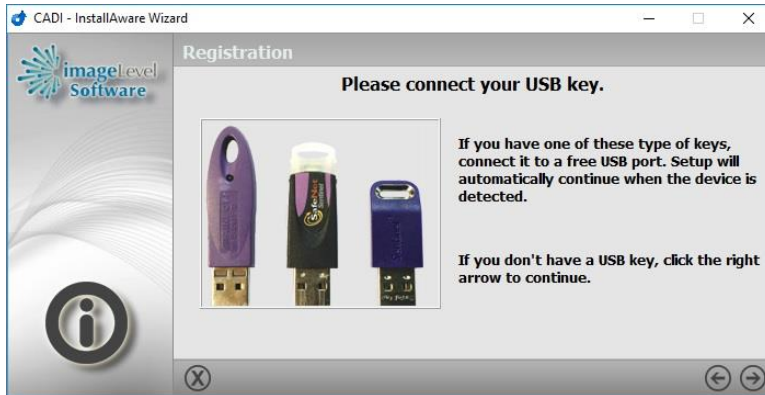 CADI - InstallAware Wizard
imageLevel
Software
Registration
Please connect your USB key.
SafeNet
If you have one of these type of keys,
connect it to a free USB port. Setup will
automatically continue when the device is
detected.
If you don't have a USB key, click the right
arrow to continue.